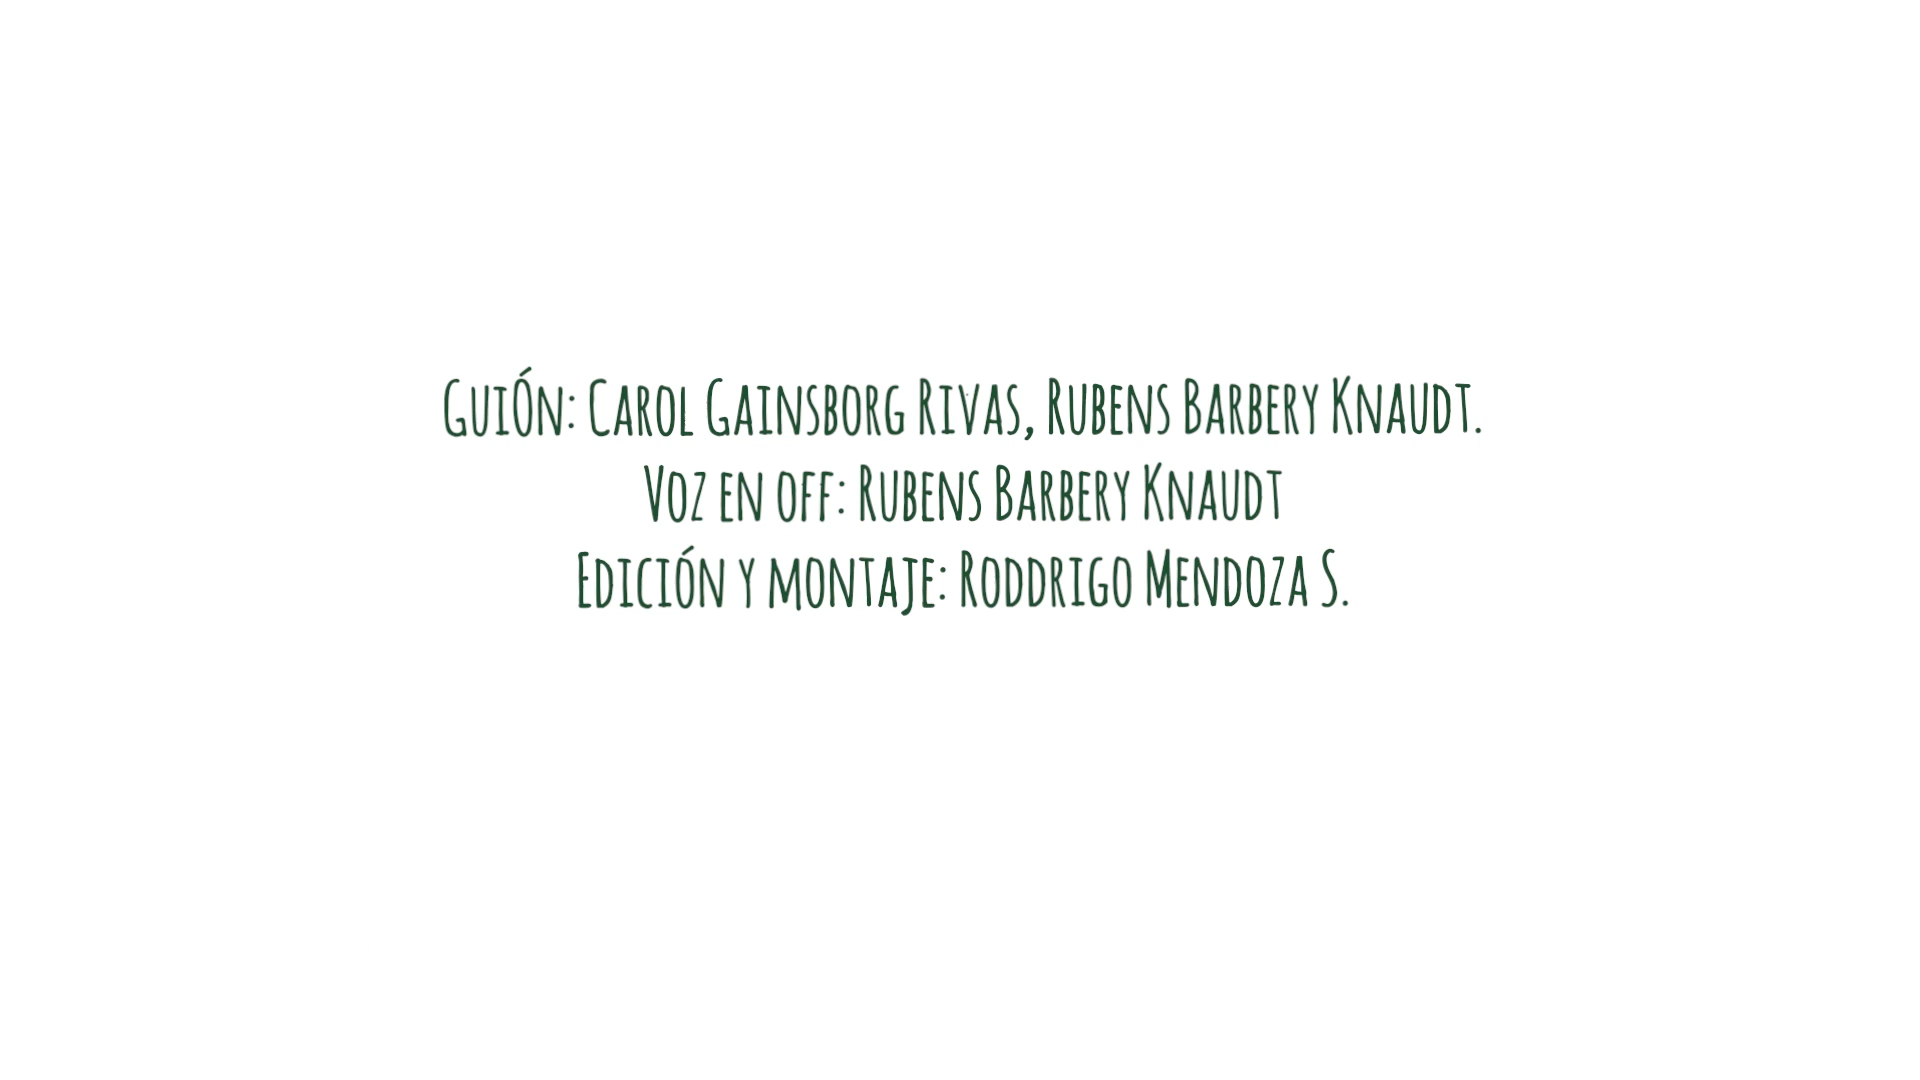 GuiÓn: Carol Gainsborg Rivas, Rubens Barbery Knaudt.
Voz en off: Rubens Barbery Knaudt
Edición y montaje: Roddrigo Mendoza S.